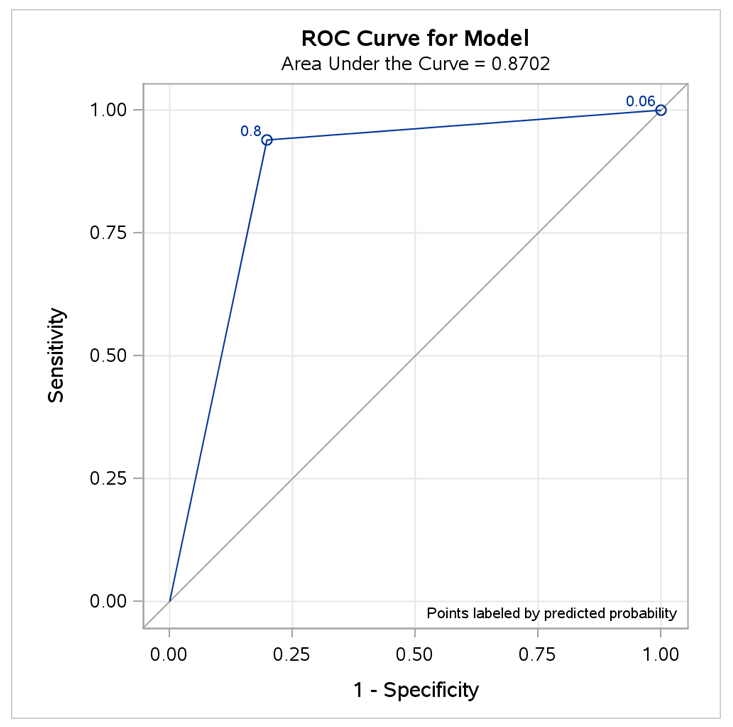 ROC Curve for Model
Area Under the Curve = 0.8702
1.00
0.75
0.50
0.25
0.00
Sensitivity
0.8
0.06
Points labeled by predicted probability
0.00 0.25 0.50 0.75 1.00
1 - Specificity